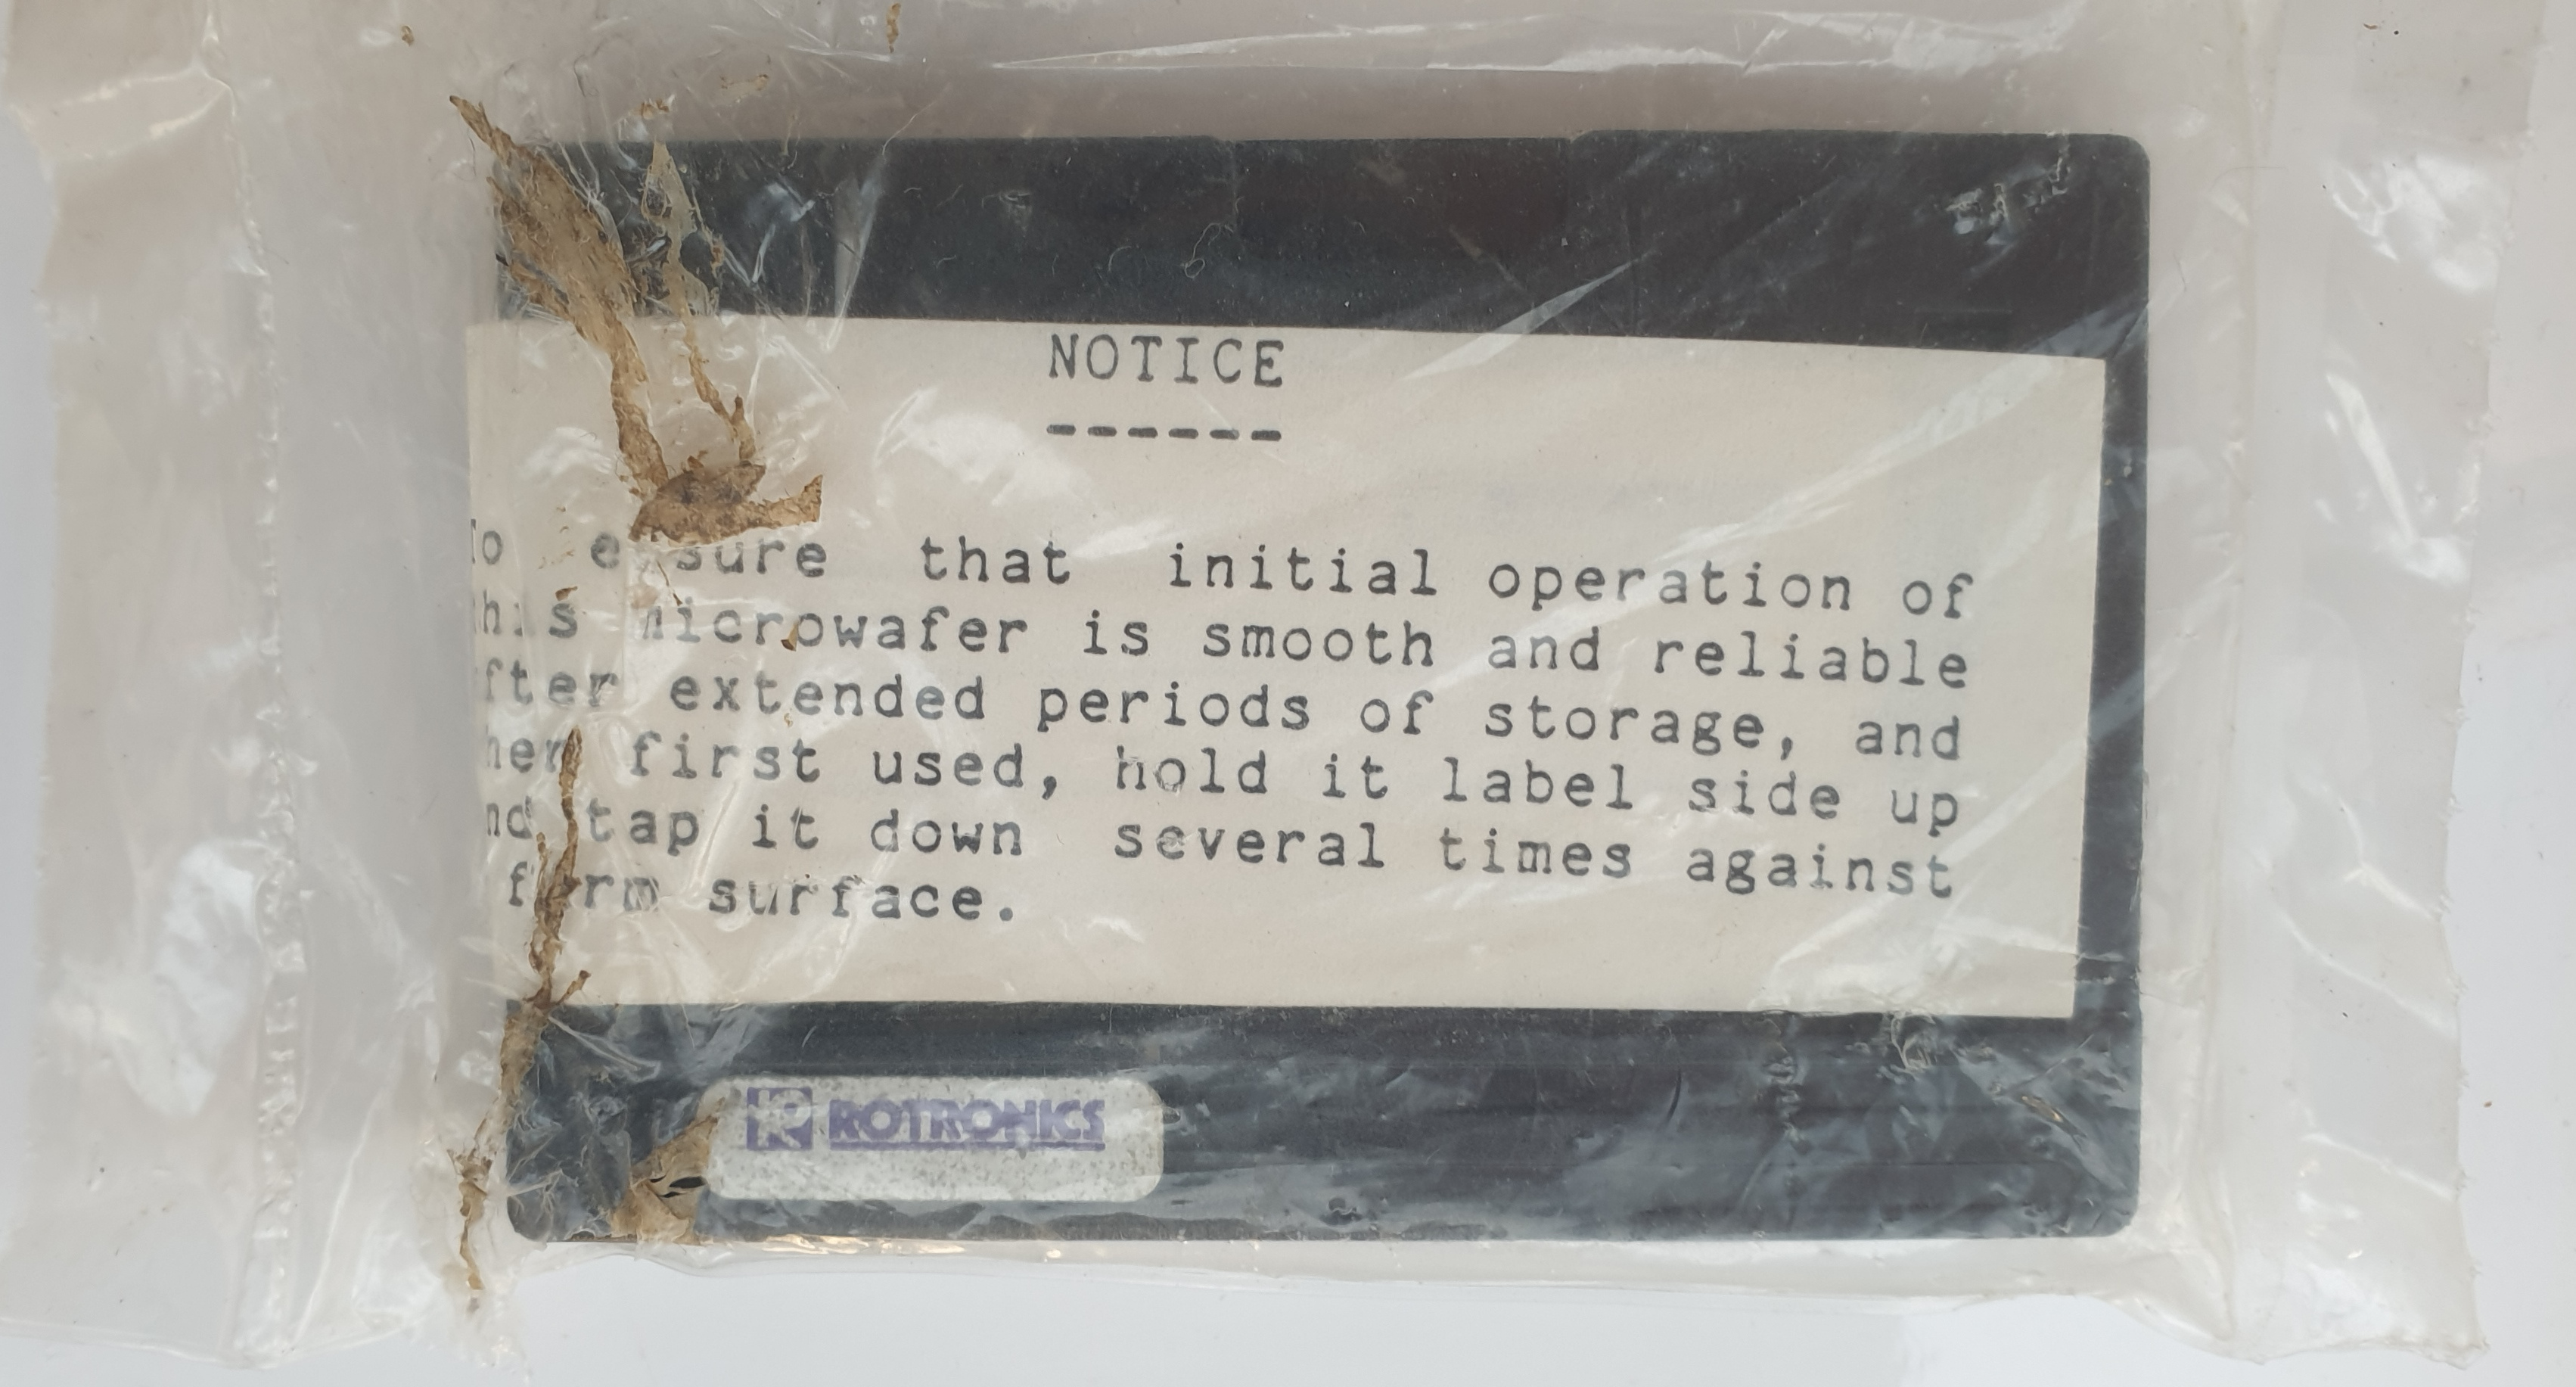 NOTICE
------
To ensure that initial operation of
this microwafer is smooth and reliable
after extended periods of storage, and
when first used, hold it label side up
and tap it down several times against
firm surface.
ROTRONICS